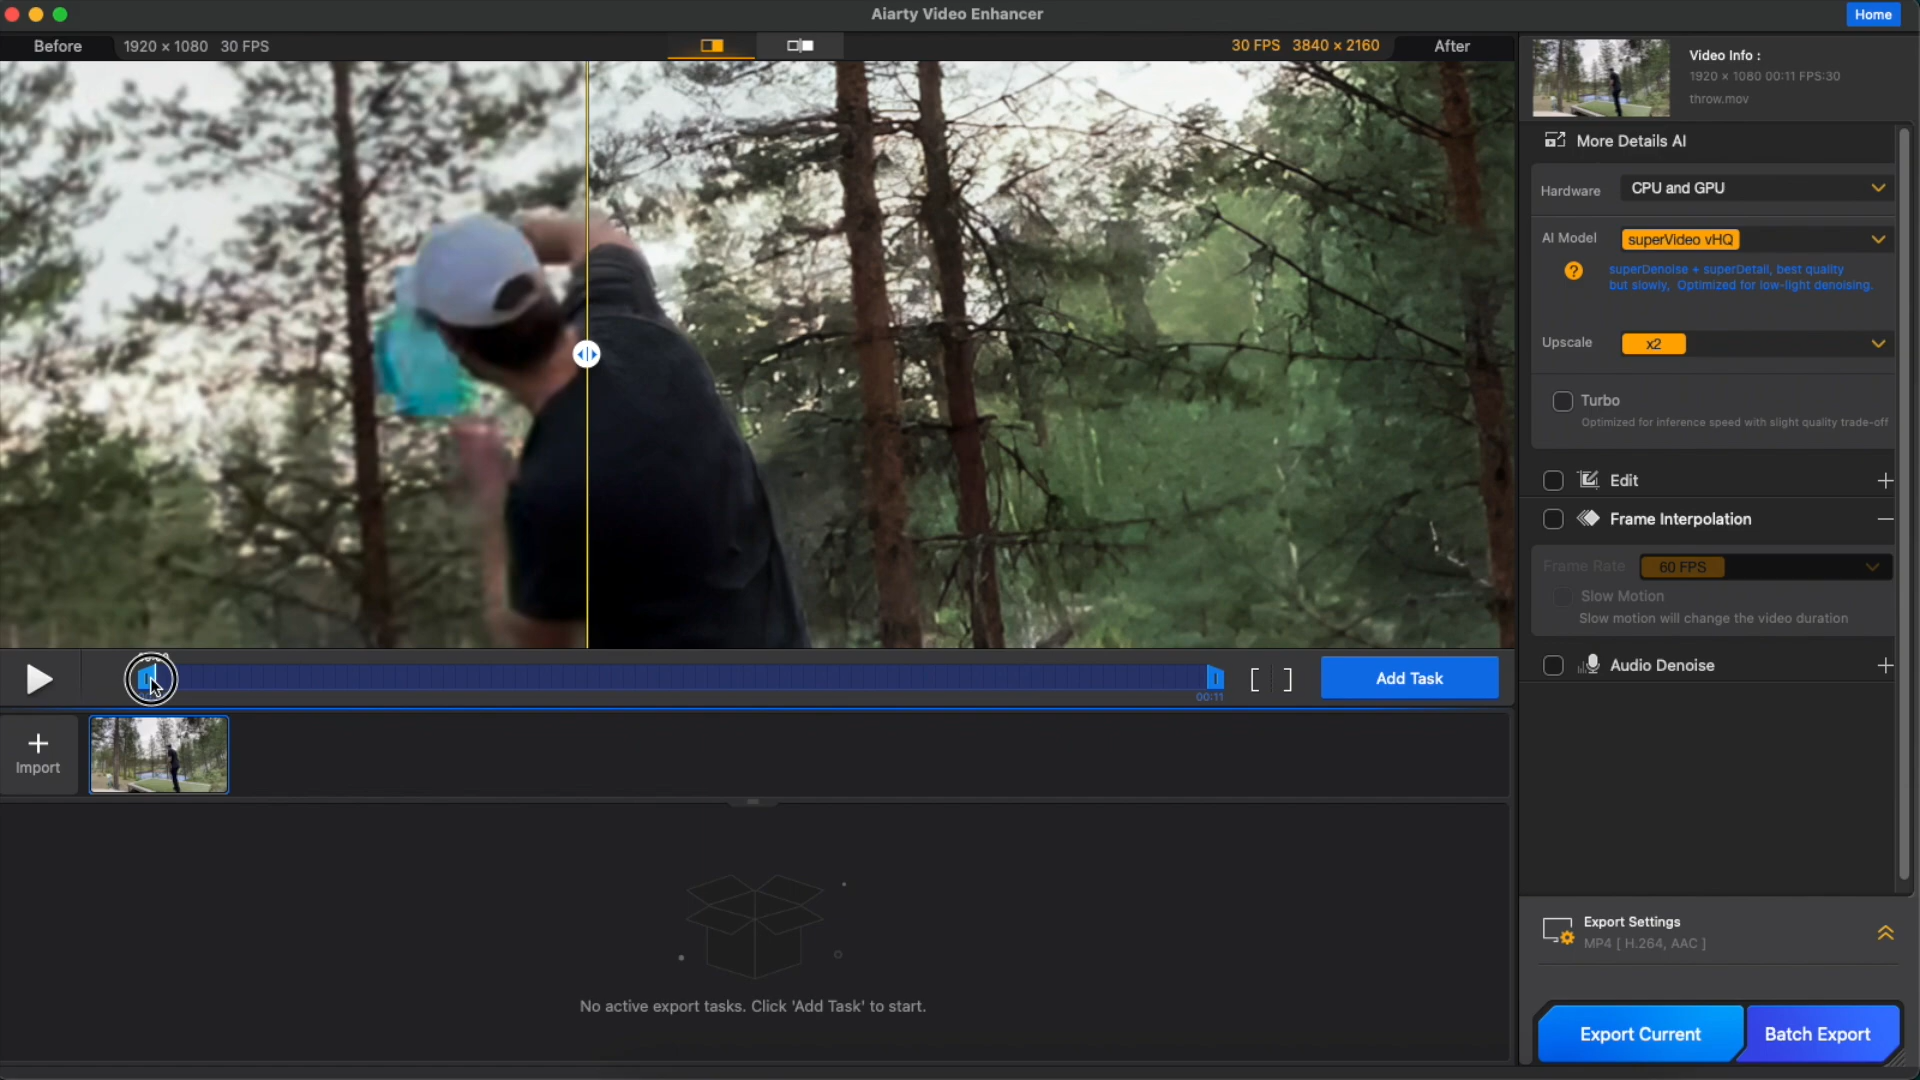 Aiarty Video Enhancer
Home
Before
1920 × 1080 30 FPS
30 FPS 3840 × 2160
After
Video Info :
1920 × 1080 00:11 FPS:30
throw.mov
More Details AI
Hardware
CPU and GPU
AI Model
superVideo vHQ
?
superDenoise + superDetail, best quality
but slowly, Optimized for low-light denoising.
Upscale
x2
Turbo
Optimized for inference speed with slight quality trade-off
Edit
Frame Interpolation
Frame Rate
60 FPS
Slow Motion
Slow motion will change the video duration
Audio Denoise
00:11
Add Task
Import
No active export tasks. Click 'Add Task' to start.
Export Settings
MP4 [ H.264, AAC ]
Export Current
Batch Export